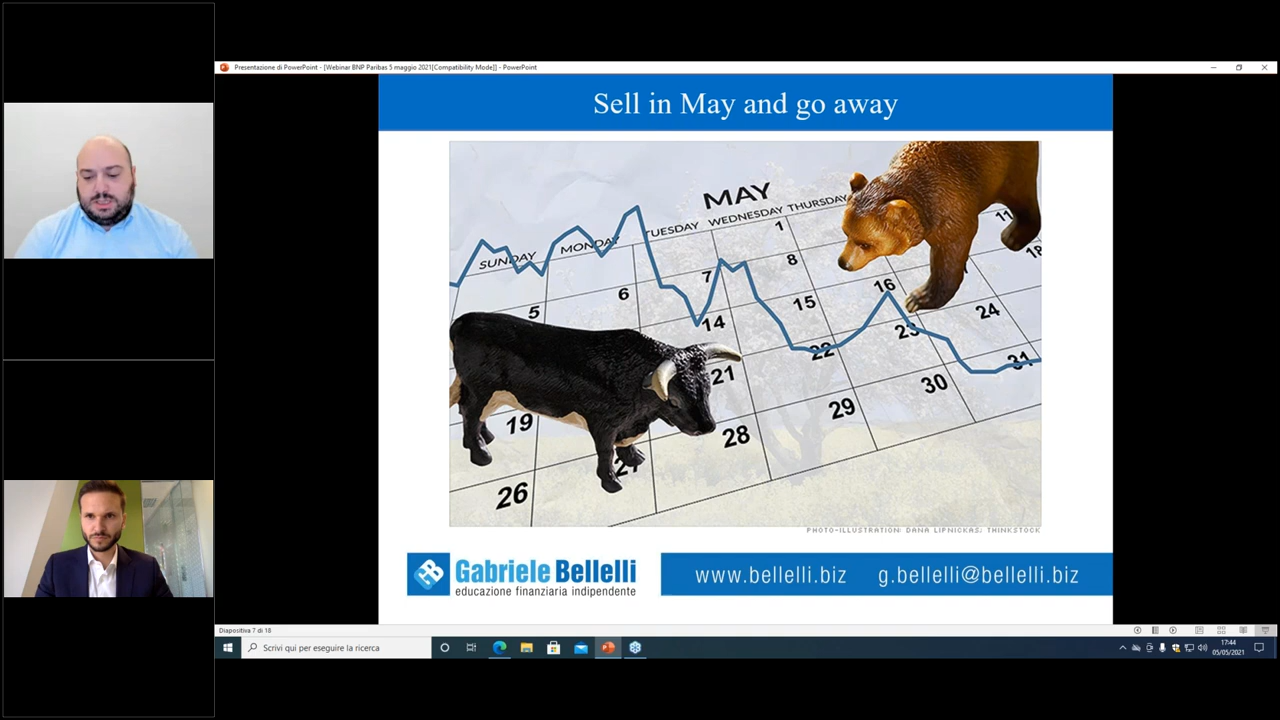 Presentazione di PowerPoint - [Webinar BNP Paribas 5 maggio 2021[Compatibility Mode]] - PowerPoint
Sell in May and go away
MAY
SUNDAY MONDAY TUESDAY WEDNESDAY THURSDAY
1
11
5 6 7 8
18
14 15 16
19 21 22 23 24
26 27 28 29 30 31
PHOTO-ILLUSTRATION: DANA LIPNICKAS; THINKSTOCK
GB
Gabriele Bellelli
educazione finanziaria indipendente
www.bellelli.biz g.bellelli@bellelli.biz
Diapositiva 7 di 18
Scrivi qui per eseguire la ricerca
17:44
05/05/2021